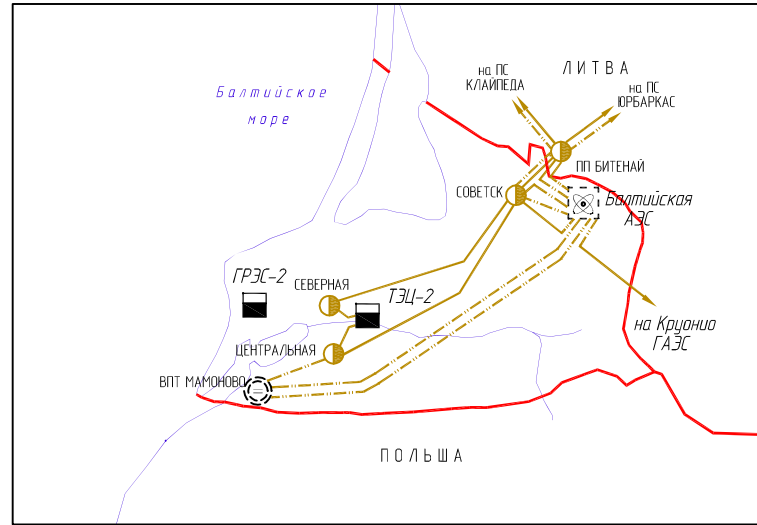 на ПС
КЛАЙПЕДА
ЛИТВА
на ПС
ЮРБАРКАС
Балтийское
море
ПП БИТЕНАЙ
СОВЕТСК
Балтийская
АЭС
ГРЭС-2
СЕВЕРНАЯ
ТЭЦ-2
на Круонио
ГАЭС
ЦЕНТРАЛЬНАЯ
ВПТ МАМОНОВО
ПОЛЬША